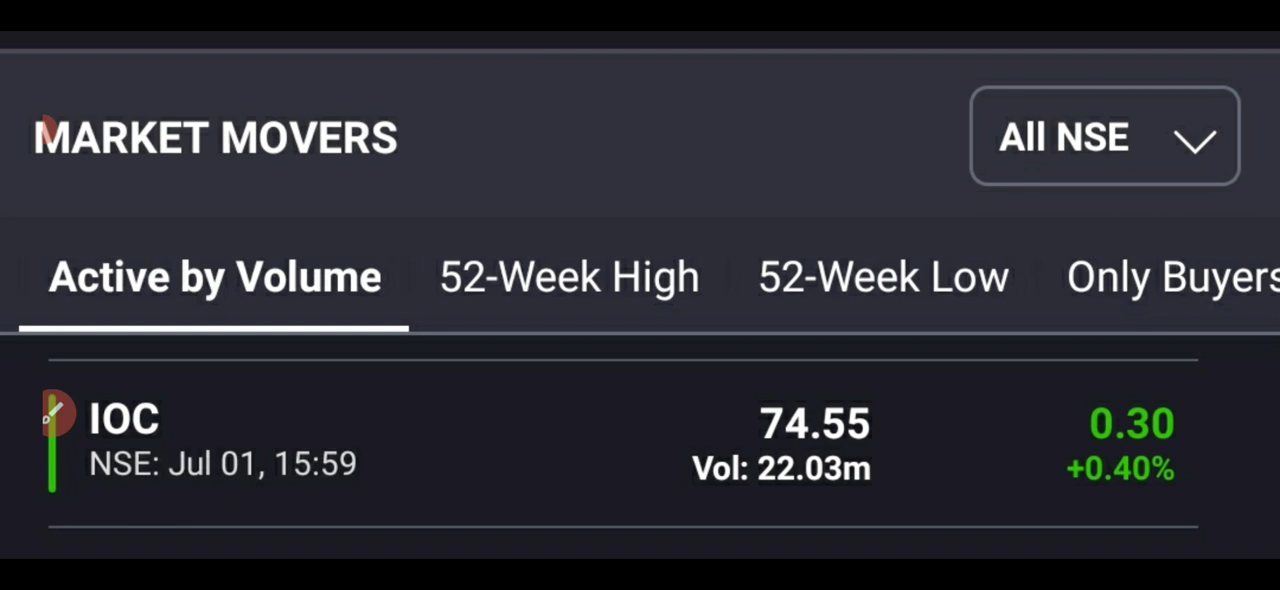 MARKET MOVERS
All NSE
Active by Volume 52-Week High 52-Week Low Only Buyers
IOC 74.55 0.30
NSE: Jul 01, 15:59 Vol: 22.03m +0.40%